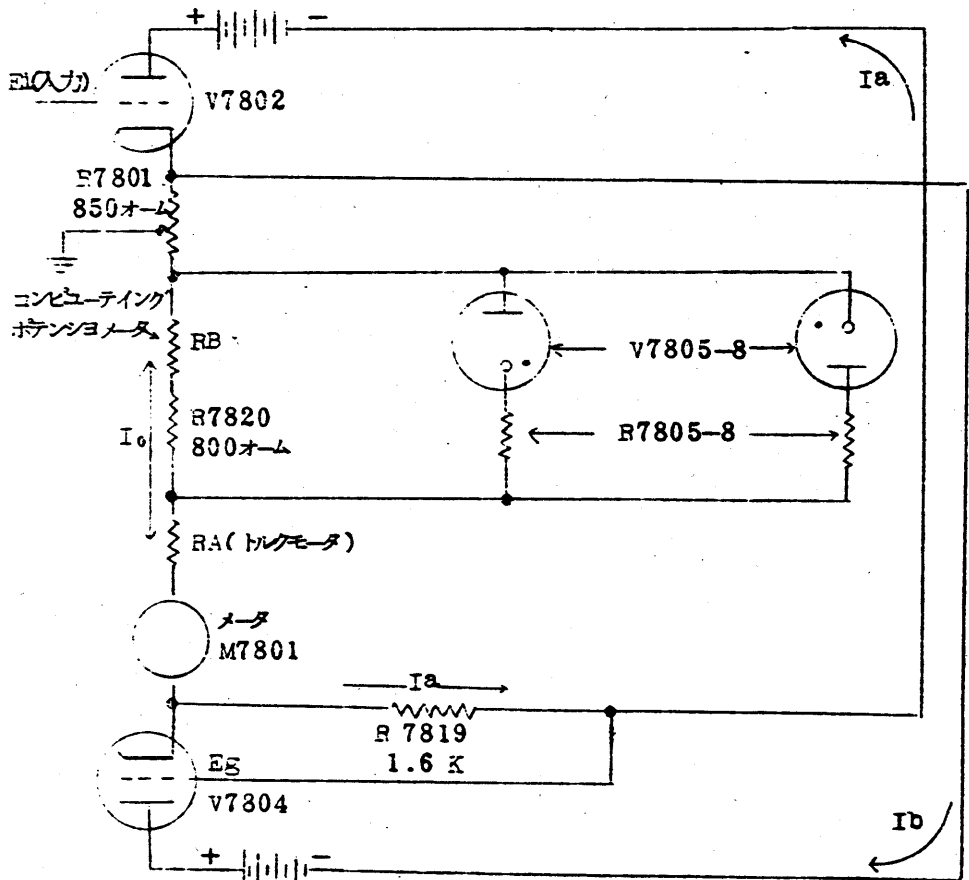 + −
Ia
Ei(入力)
V7802
R7801
850オーム
コンピューテイング
ポテンショメータ
RB
V7805-8
R7820
800オーム
R7805-8
Io
RA(トルクモータ)
メータ
M7801
Ia
R 7819
1.6 K
Eg
V7804
Ib
+ −